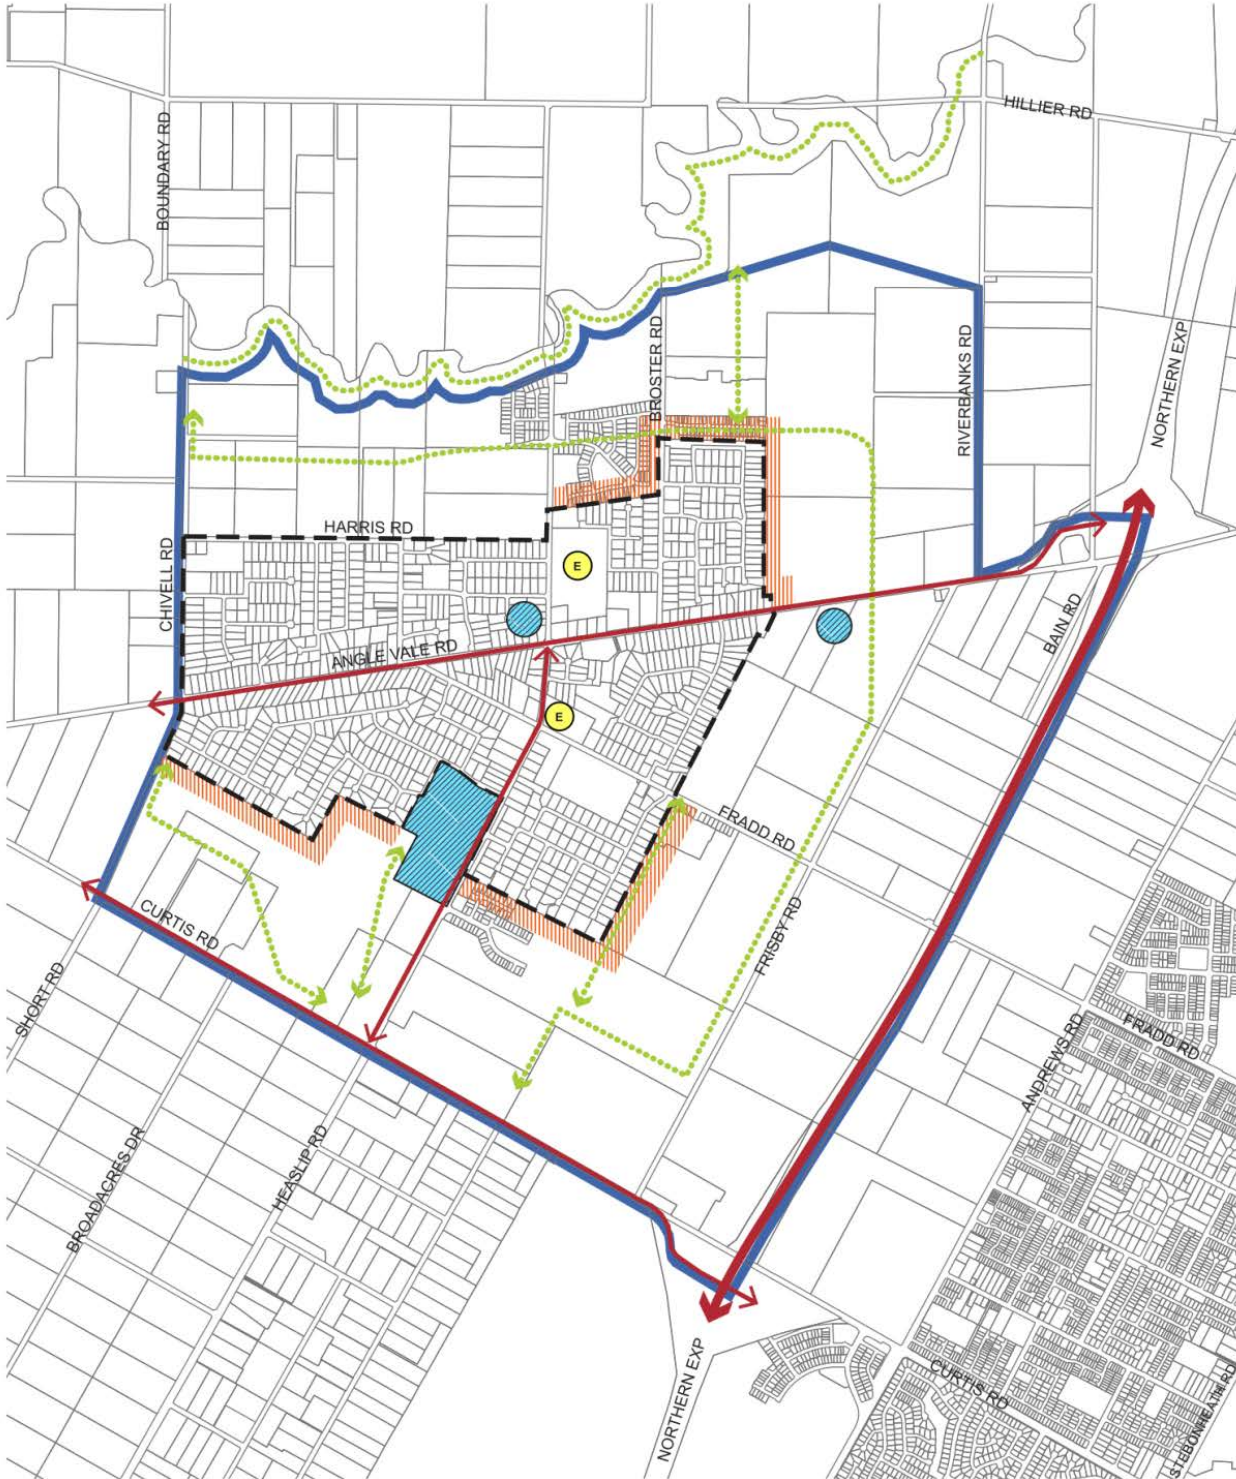 HILLIER RD
BOUNDARY RD
NORTHERN EXP
BROSTER RD
RIVERBANKS RD
HARRIS RD
CHIVELL RD
E
BAIN RD
ANGLE VALE RD
E
FRADD RD
CURTIS RD
FRISBY RD
SHORT RD
ANDREWS RD
FRADD RD
HEASLIP RD
BROADACRES DR
NORTHERN EXP
CURTIS RD
STEBONHEATH RD